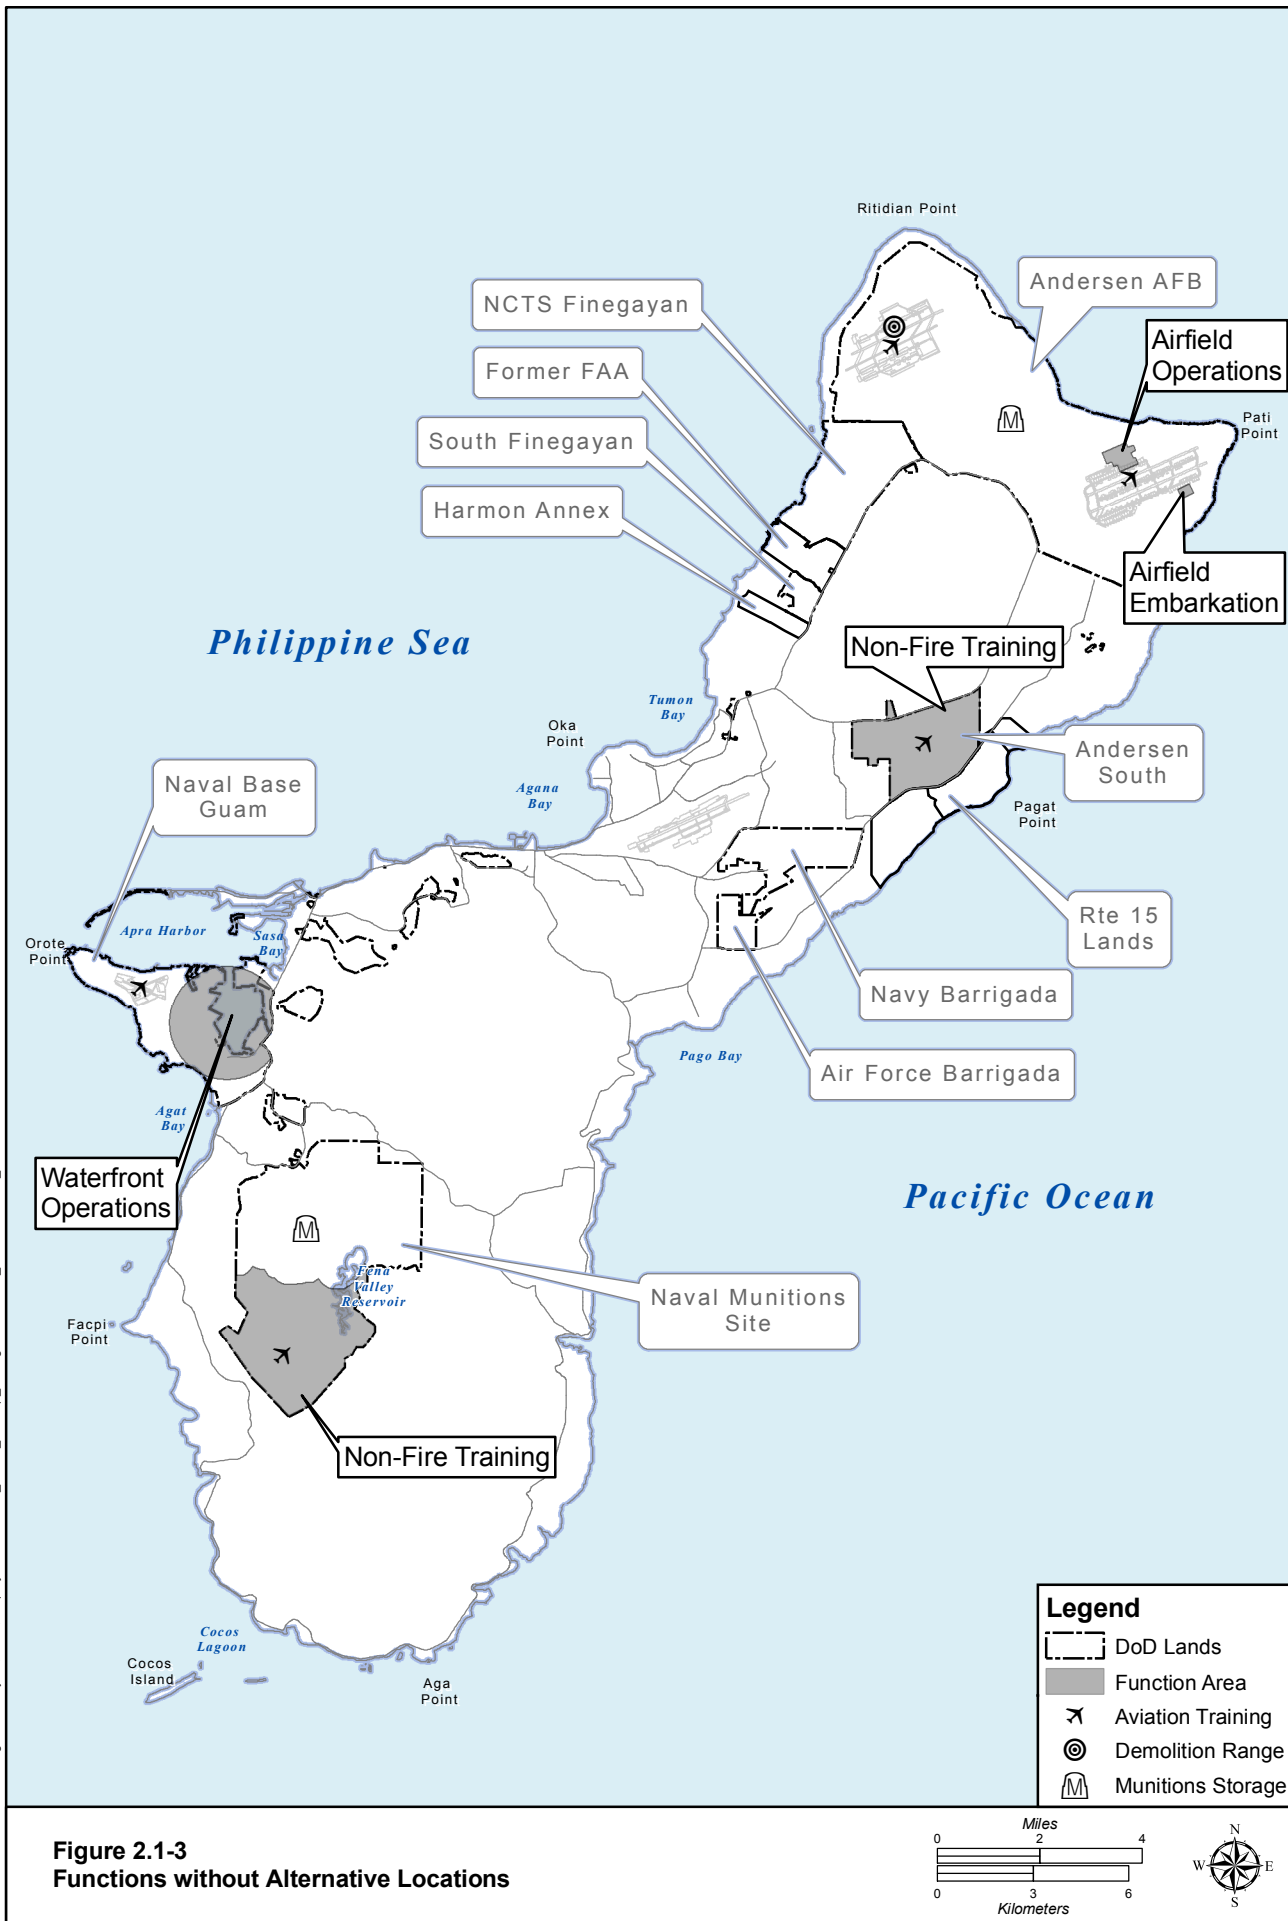 Ritidian Point
Andersen AFB
NCTS Finegayan
Airfield
Operations
Former FAA
M
Pati
Point
South Finegayan
Harmon Annex
Airfield
Embarkation
Philippine Sea
Non-Fire Training
Tumon
Bay
Oka
Point
Andersen
South
Naval Base
Guam
Agana
Bay
Pagat
Point
Rte 15
Lands
Apra Harbor
Sasa
Bay
Orote
Point
Navy Barrigada
Pago Bay
Air Force Barrigada
Agat
Bay
Waterfront
Operations
Pacific Ocean
M
Fena
Valley
Reservoir
Naval Munitions
Site
Facpi
Point
Non-Fire Training
Cocos
Lagoon
Cocos
Island
Aga
Point
Legend
DoD Lands
Function Area
Aviation Training
Demolition Range
M Munitions Storage
Figure 2.1-3
Functions without Alternative Locations
Miles
0 2 4
0 3 6
Kilometers
N
W E
S